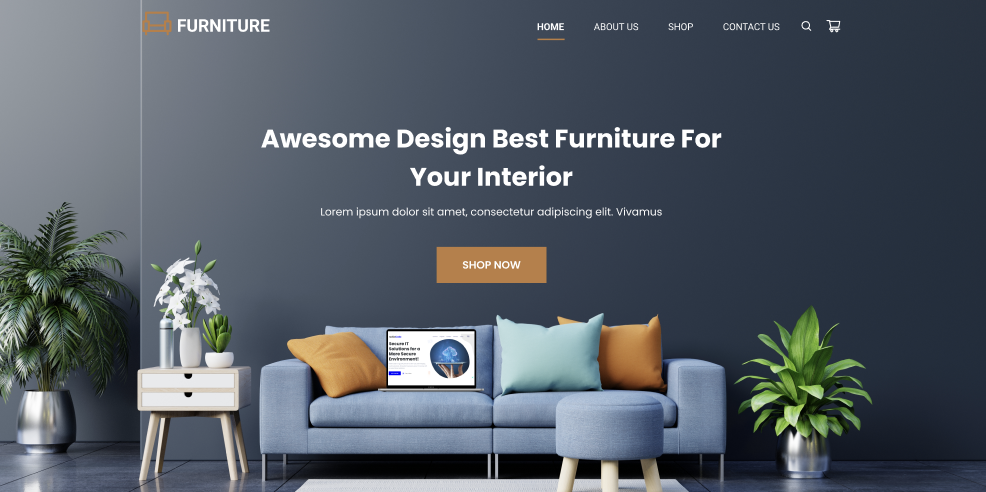 FURNITURE
HOME ABOUT US SHOP CONTACT US
Awesome Design Best Furniture For
Your Interior
Lorem ipsum dolor sit amet, consectetur adipiscing elit. Vivamus
SHOP NOW
Secure IT
Solutions for a
More Secure
Environment!